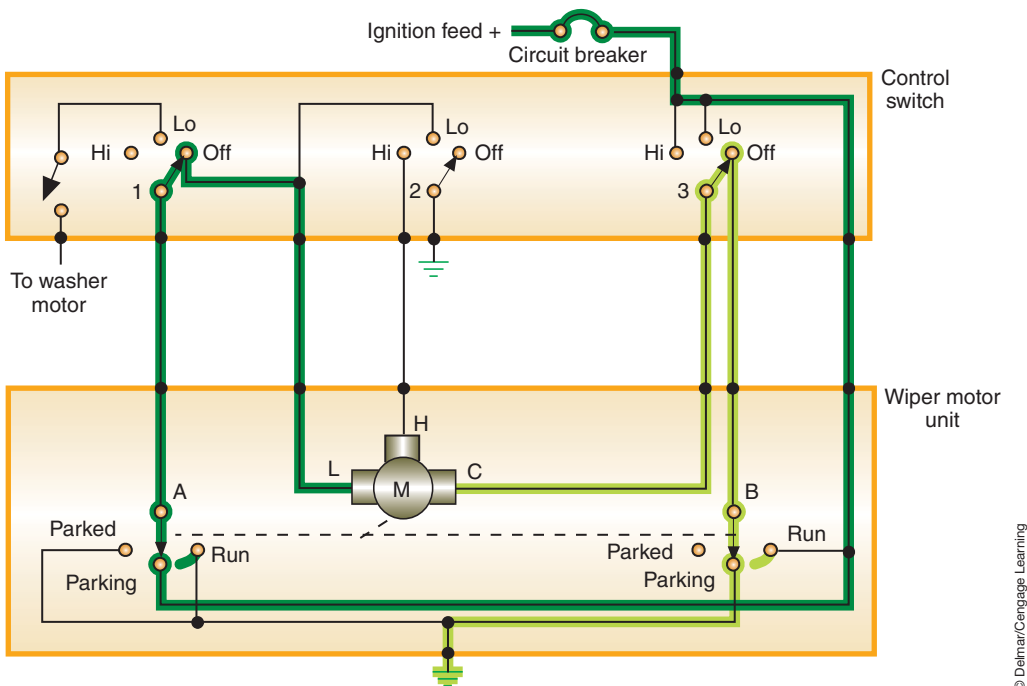 Ignition feed +
Circuit breaker
Control
switch
Lo
Hi
Off
1
Lo
Hi
Off
2
Lo
Hi
Off
3
To washer
motor
Wiper motor
unit
H
L
M
C
A
B
Parked
Run
Parking
Parked
Run
Parking
© Delmar/Cengage Learning